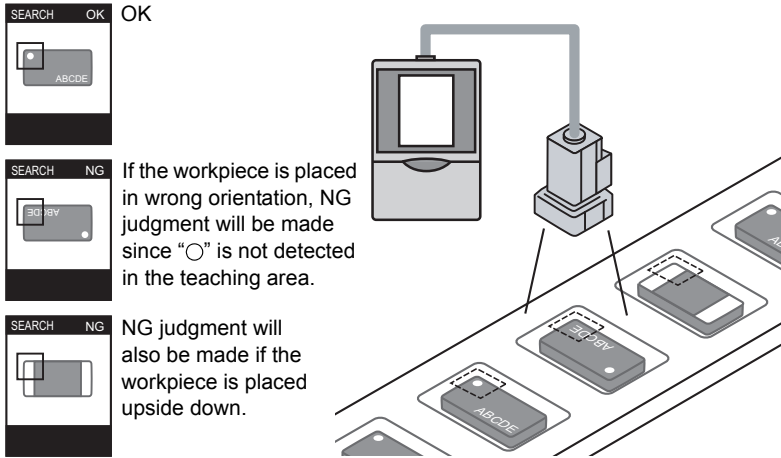 SEARCH OK
OK
ABCDE
SEARCH NG
If the workpiece is placed
in wrong orientation, NG
judgment will be made
since “○” is not detected
in the teaching area.
ABCDE
SEARCH NG
NG judgment will
also be made if the
workpiece is placed
upside down.
ABCDE
ABCDE